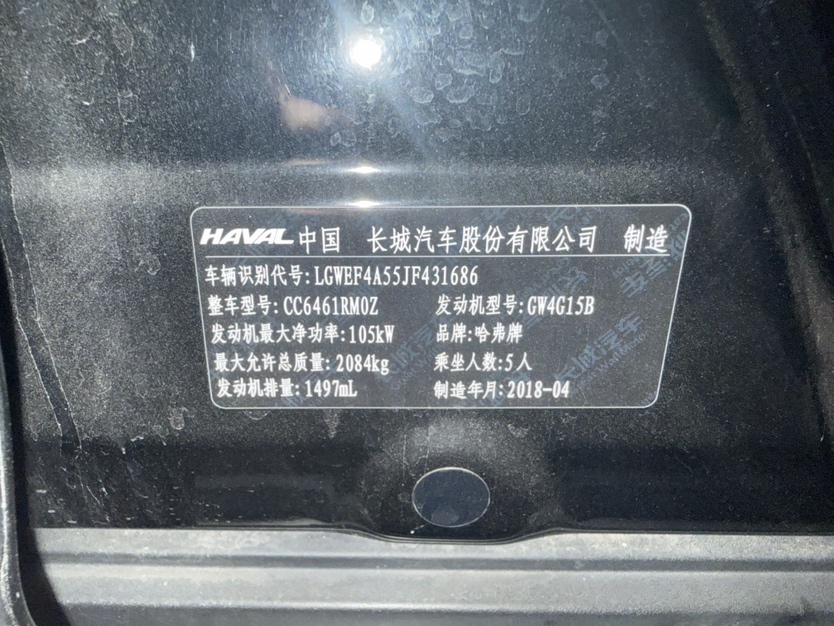 HAVAL 中国 长城汽车股份有限公司 制造
车辆识别代号:LGWEF4A55JF431686
整车型号:CC6461RM0Z 发动机型号:GW4G15B
发动机最大净功率:105kW 品牌:哈弗牌
最大允许总质量:2084kg 乘坐人数:5人
发动机排量:1497mL 制造年月:2018-04